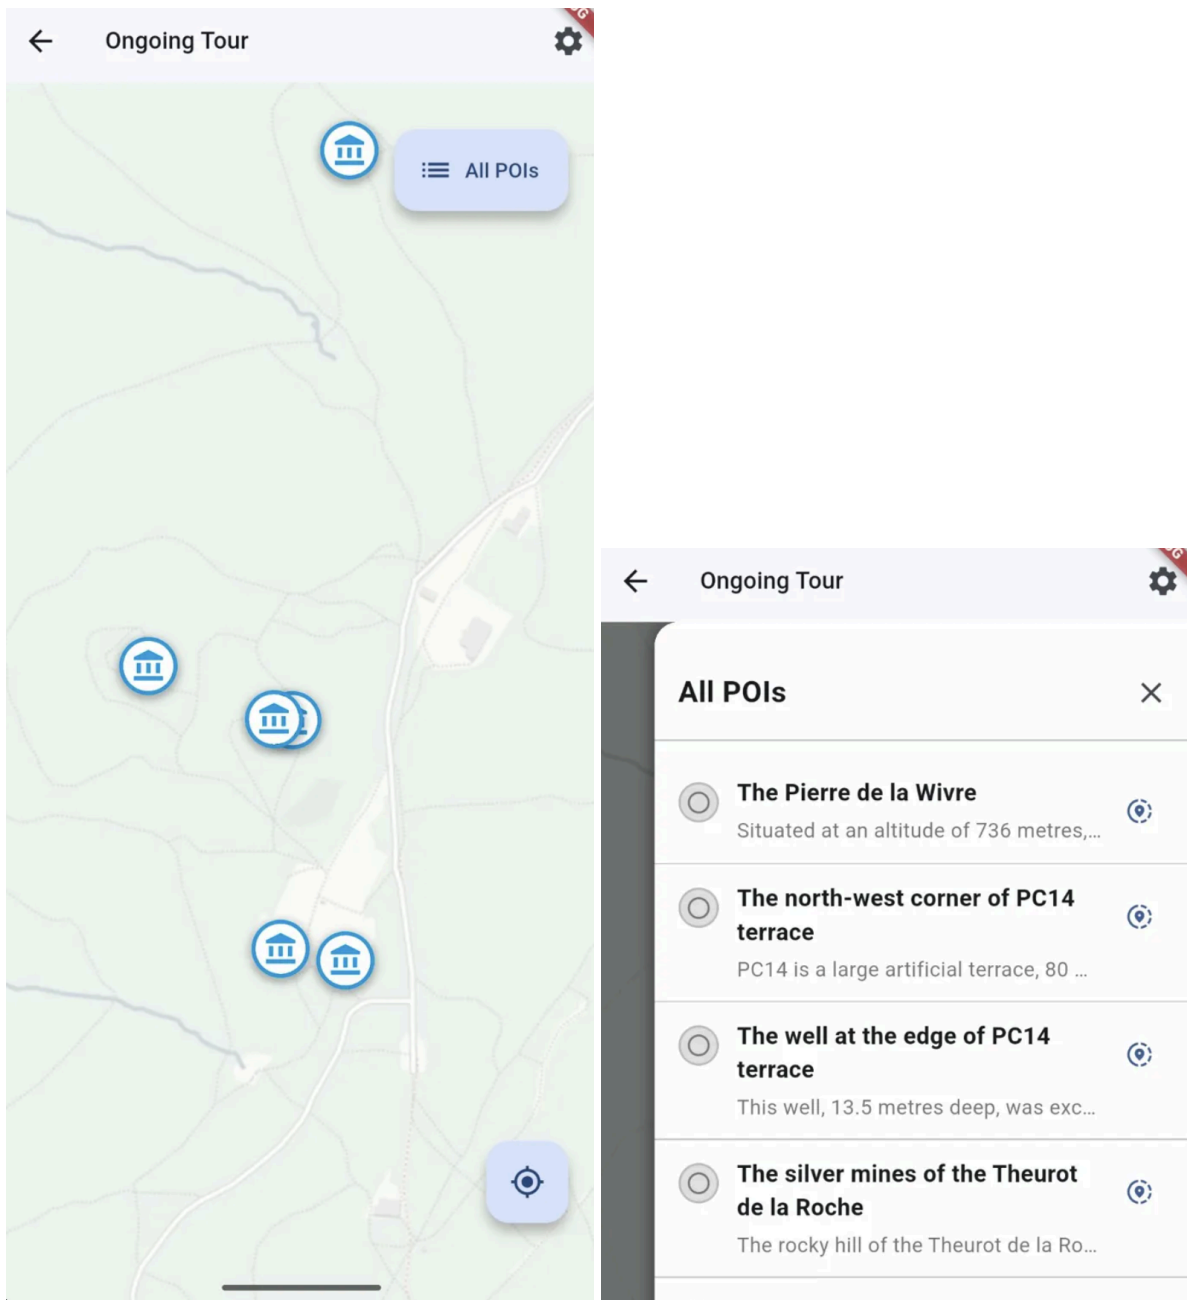 Ongoing Tour
All POIs
Ongoing Tour
All POIs
The Pierre de la Wivre
Situated at an altitude of 736 metres,...
The north-west corner of PC14
terrace
PC14 is a large artificial terrace, 80 ...
The well at the edge of PC14
terrace
This well, 13.5 metres deep, was exc...
The silver mines of the Theurot
de la Roche
The rocky hill of the Theurot de la Ro...